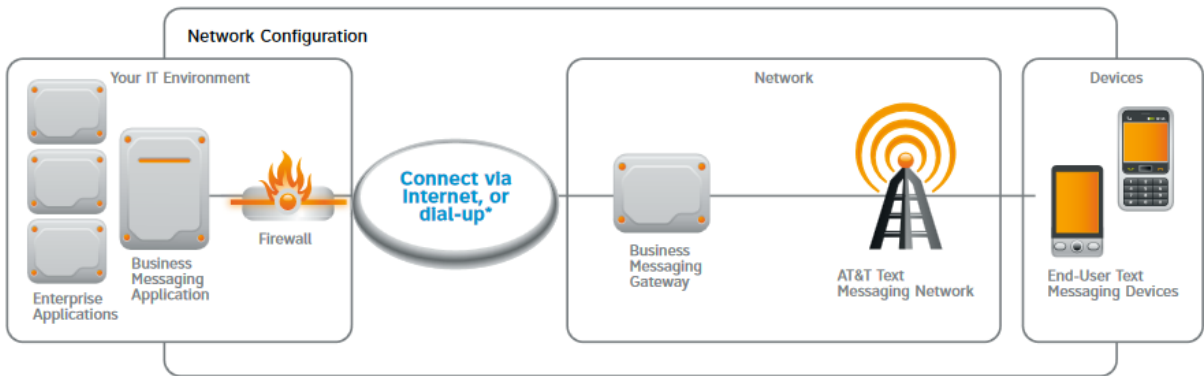 Network Configuration
Your IT Environment
Network
Devices
Connect via
Internet, or
dial-up*
Firewall
Business
Messaging
Application
Enterprise
Applications
Business
Messaging
Gateway
AT&T Text
Messaging Network
End-User Text
Messaging Devices